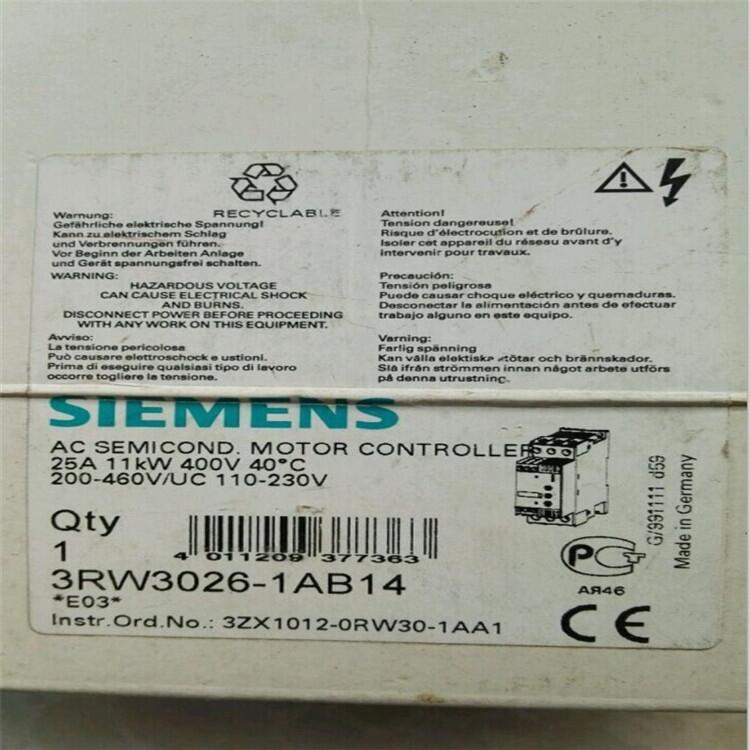 RECYCLABLE
Warnung:
Gefährliche elektrische Spannung!
Kann zu elektrischem Schlag
und Verbrennungen führen.
Vor Beginn der Arbeiten Anlage
und Gerät spannungsfrei schalten.
WARNING:
HAZARDOUS VOLTAGE
CAN CAUSE ELECTRICAL SHOCK
AND BURNS.
DISCONNECT POWER BEFORE PROCEEDING
WITH ANY WORK ON THIS EQUIPMENT.
Avviso:
La tensione pericolosa
Può causare elettroschock e ustioni.
Prima di eseguire qualsiasi tipo di lavoro
occorre togliere la tensione.
Attention!
Tension dangereuse!
Risque d'électrocution et de brûlure.
Isoler cet appareil du réseau avant d'y
intervenir pour travaux.
Precaución:
Tensión peligrosa
Puede causar choque eléctrico y quemaduras.
Desconectar la alimentación antes de efectuar
trabajo alguno en este equipo.
Varning:
Farlig spänning
Kan vålla elektiska stötar och brännskador.
Slå ifrån strömmen innan något arbete utförs
på denna utrustning.
SIEMENS
AC SEMICOND. MOTOR CONTROLLER
25A 11kW 400V 40°C
200-460V/UC 110-230V
Qty
1
4 011209 377363
3RW3026-1AB14
*E03*
Instr.Ord.No.: 3ZX1012-0RW30-1AA1
G/991111 d59
Made in Germany
АЯ46
CE